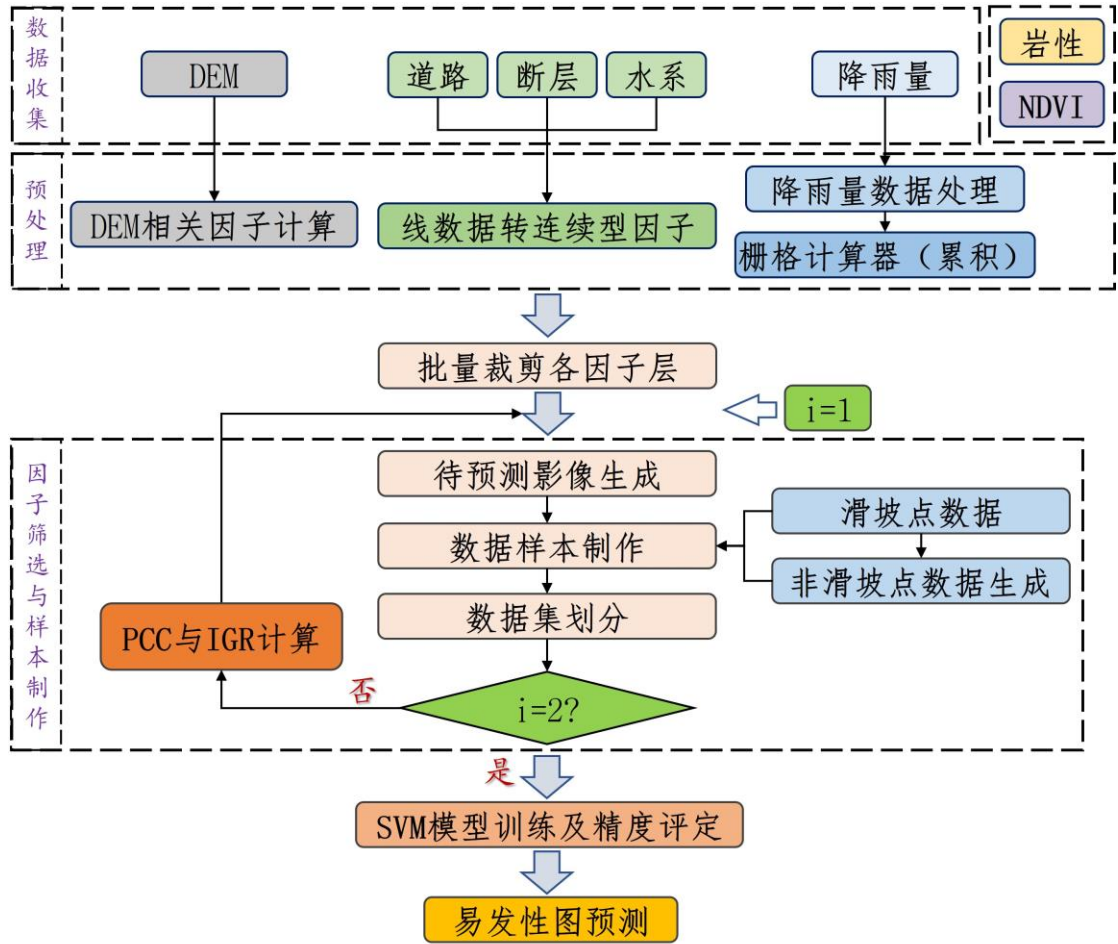 数据收集
DEM
道路
断层
水系
降雨量
岩性
NDVI
预处理
DEM相关因子计算
线数据转连续型因子
降雨量数据处理
栅格计算器（累积）
批量裁剪各因子层
i=1
因子筛选与样本制作
待预测影像生成
数据样本制作
数据集划分
滑坡点数据
非滑坡点数据生成
PCC与IGR计算
否
i=2?
是
SVM模型训练及精度评定
易发性图预测